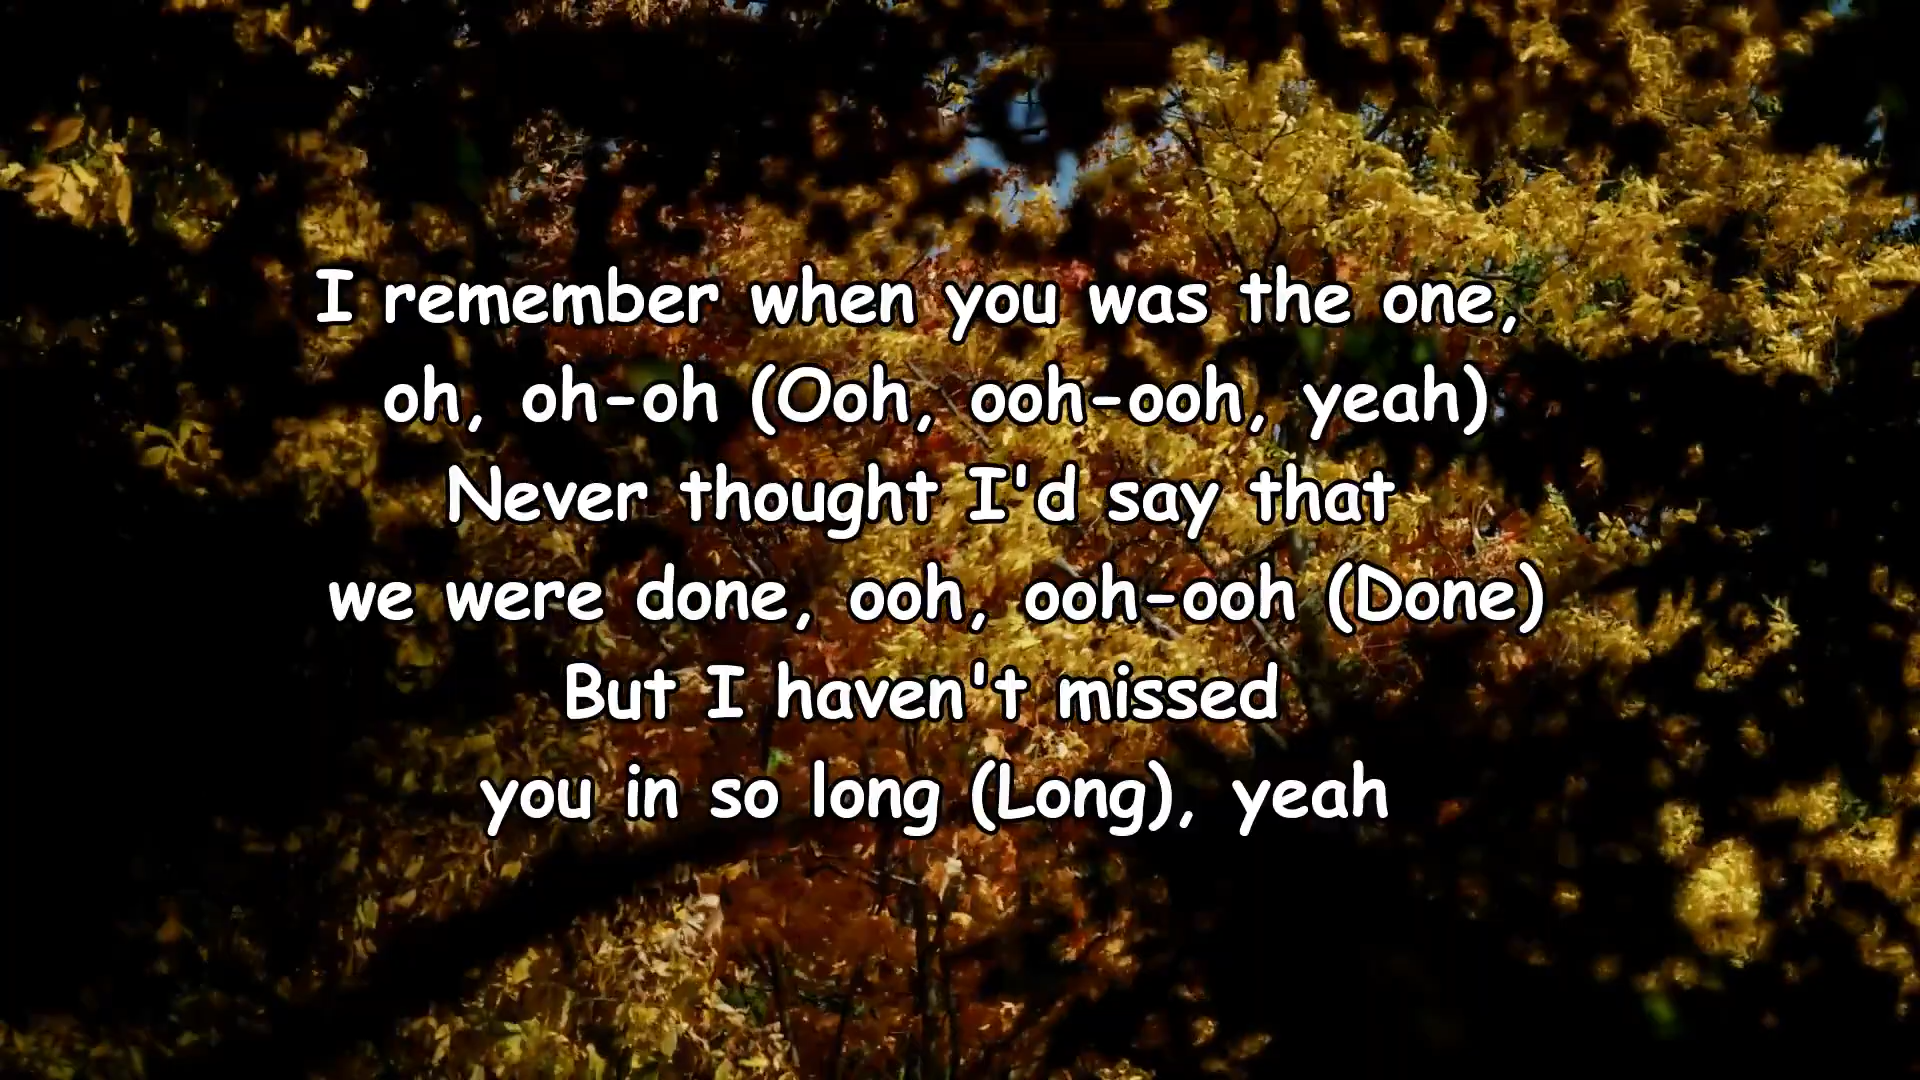 I remember when you was the one,
oh, oh-oh (Ooh, ooh-ooh, yeah)
Never thought I'd say that
we were done, ooh, ooh-ooh (Done)
But I haven't missed
you in so long (Long), yeah